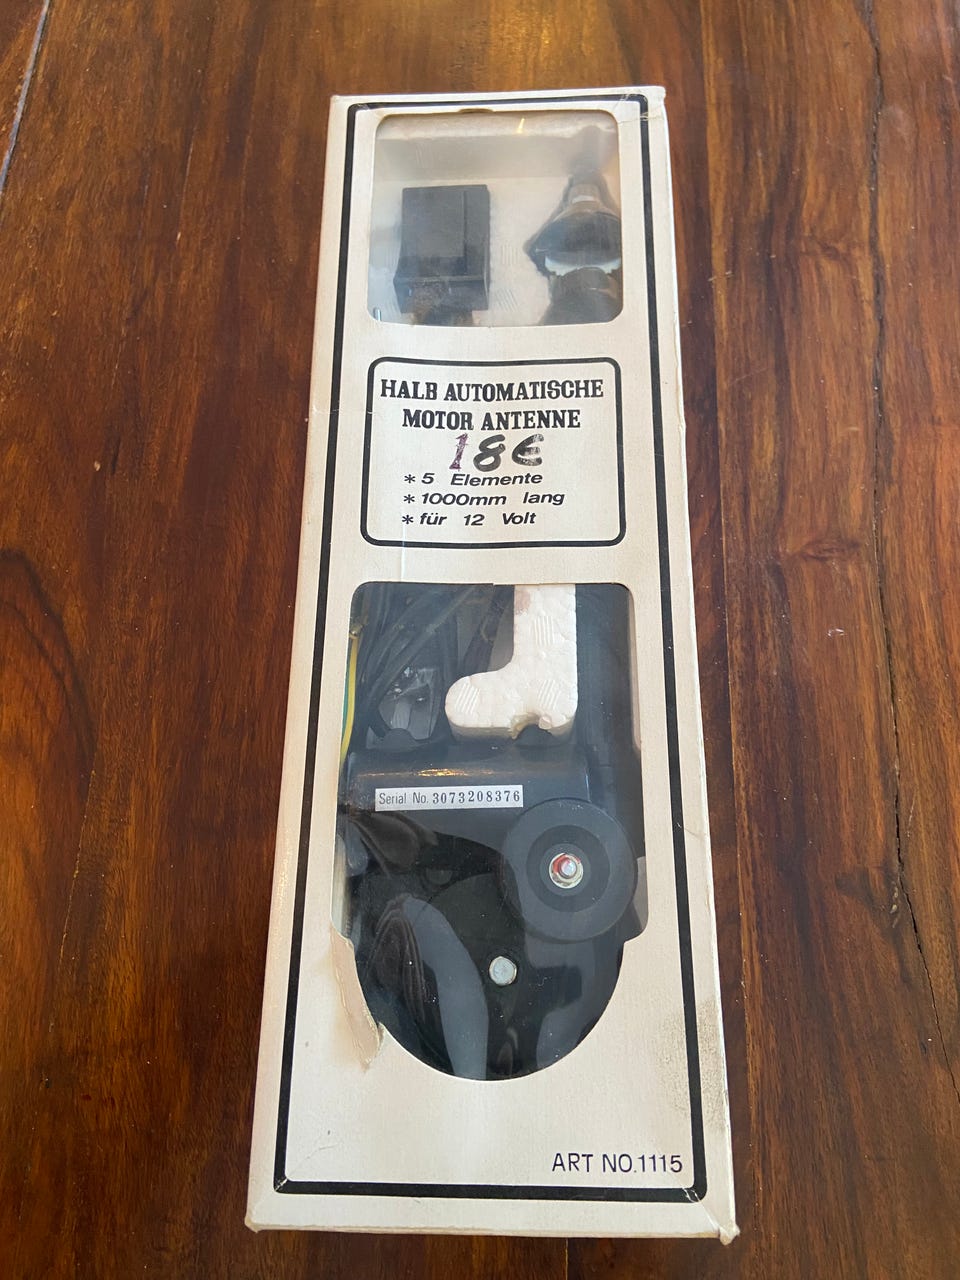 HALB AUTOMATISCHE
MOTOR ANTENNE
18€
* 5 Elemente
* 1000mm lang
* für 12 Volt
Serial No. 3073208376
ART NO.1115